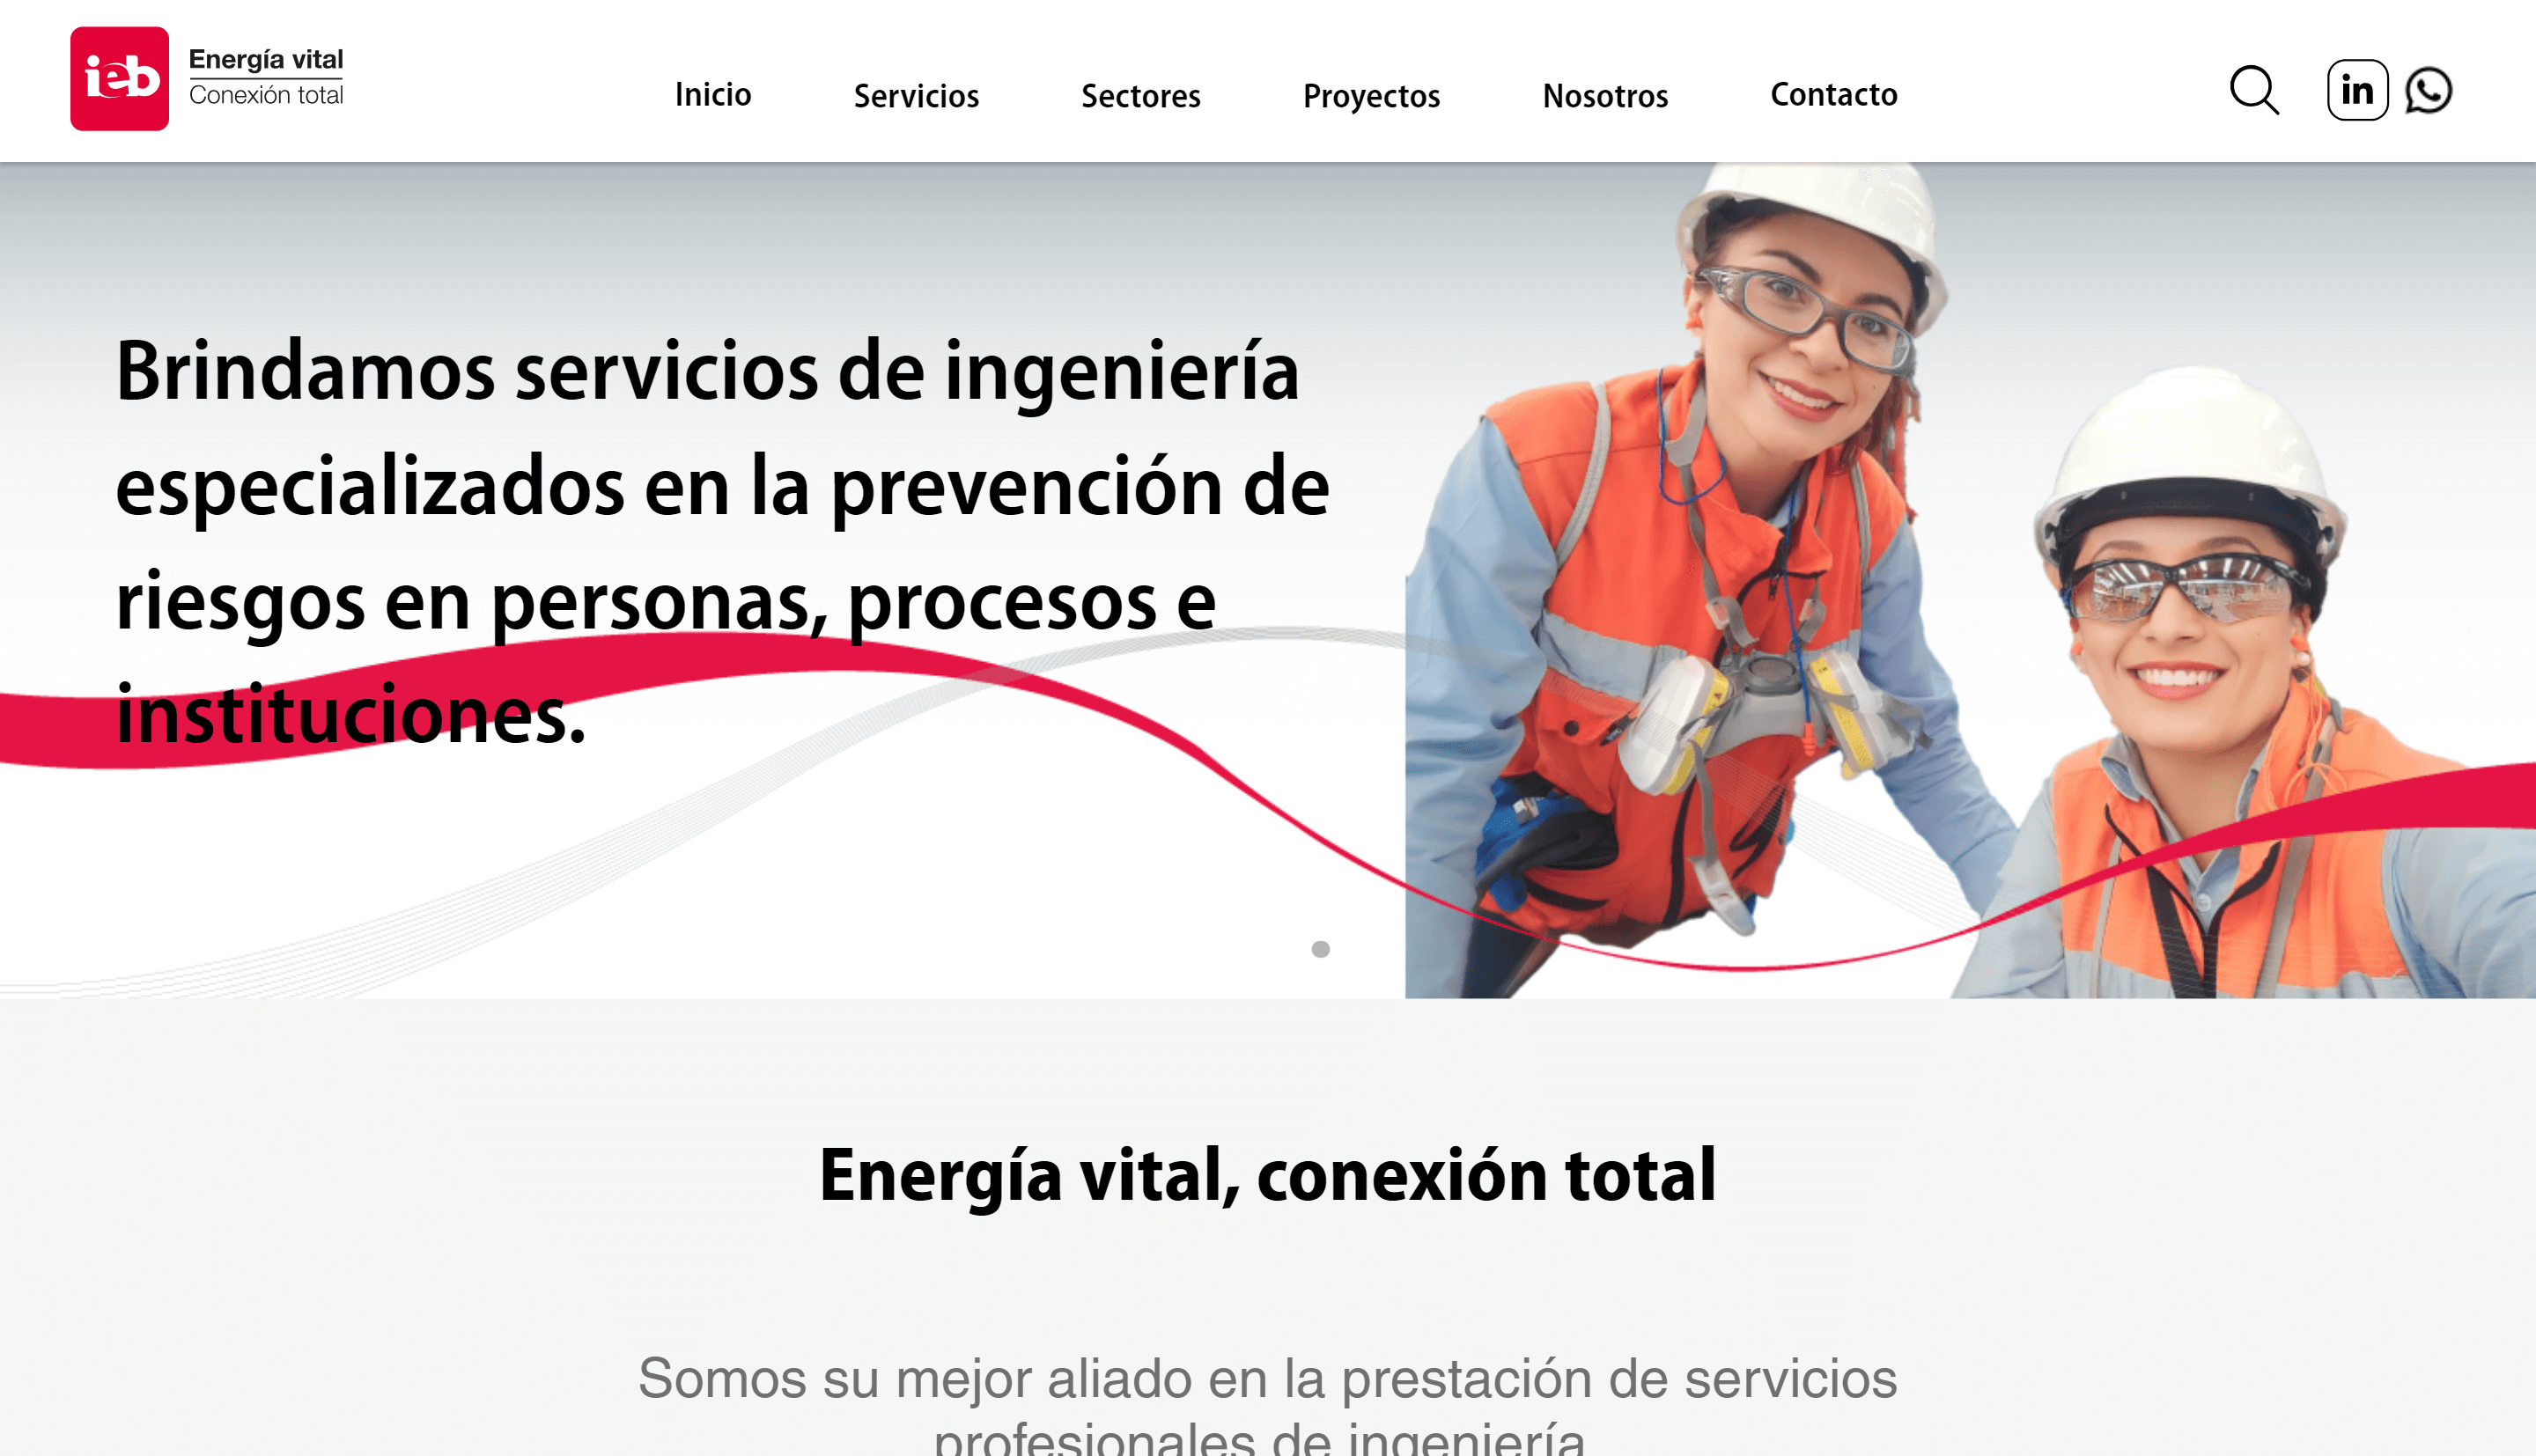 ieb
Energía vital
Conexión total
Inicio
Servicios
Sectores
Proyectos
Nosotros
Contacto
in
Brindamos servicios de ingeniería
especializados en la prevención de
riesgos en personas, procesos e
instituciones.
Energía vital, conexión total
Somos su mejor aliado en la prestación de servicios
profesionales de ingeniería